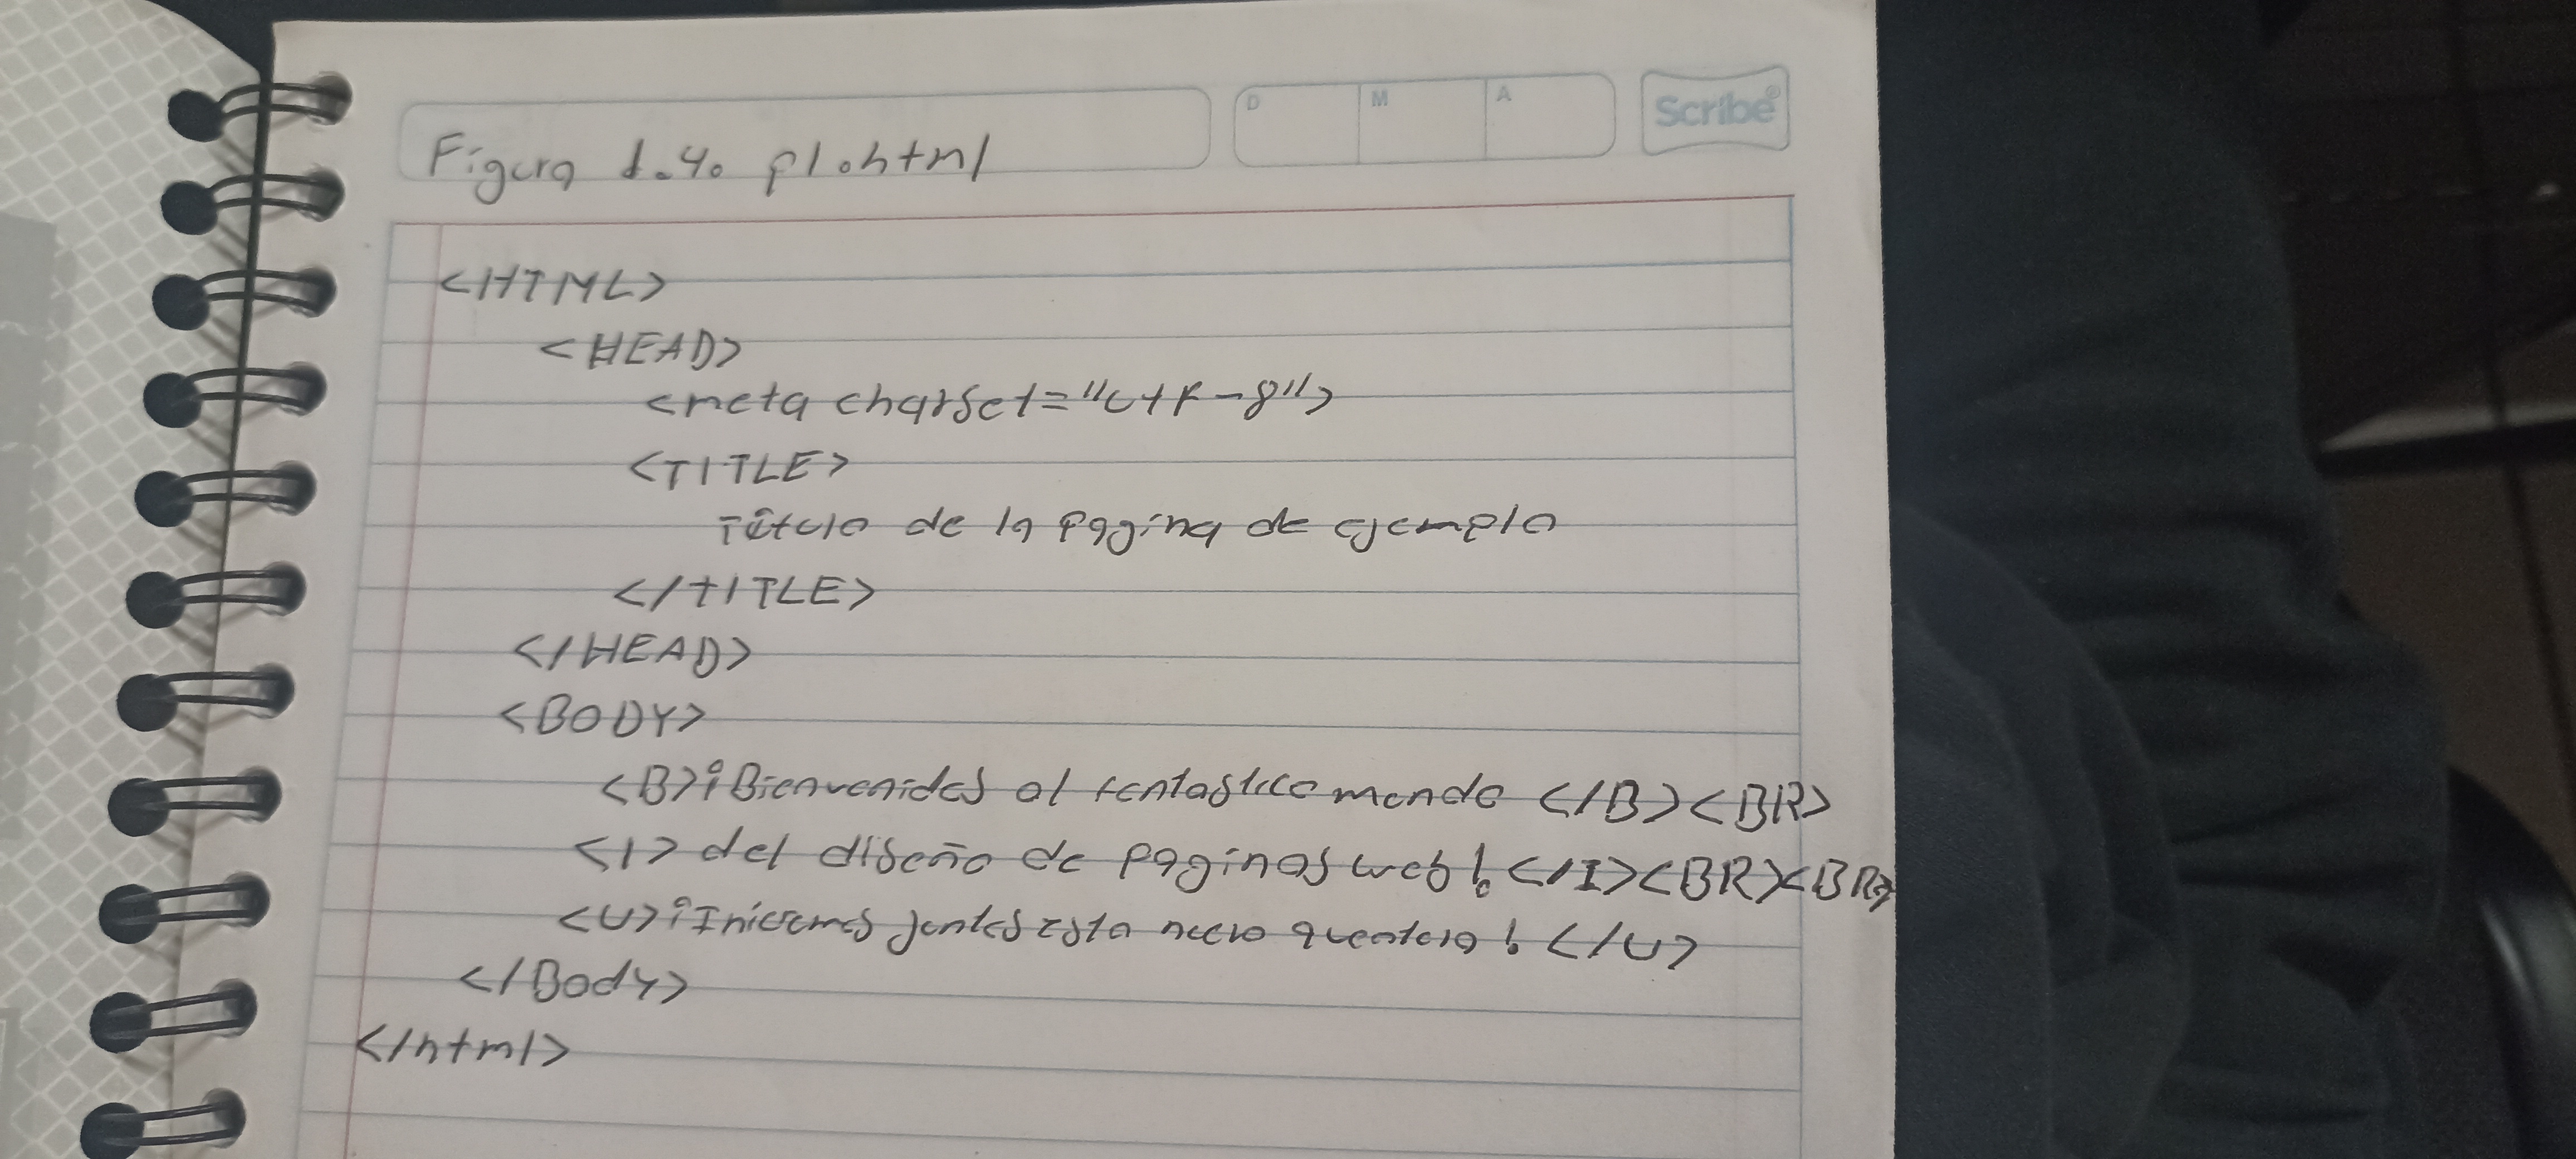 D M A
Scribe
Figura 1.4. p1.html
<HTML>
<HEAD>
<meta charset="utf-8">
<TITLE>
Título de la Pagina de ejemplo
</TITLE>
</HEAD>
<BODY>
<B>¡Bienvenidos al fantastico mundo </B><BR>
<I> del diseño de paginas web! </I><BR><BR>
<U>¡Iniciemos juntos esta nueva aventura! </U>
</Body>
</html>